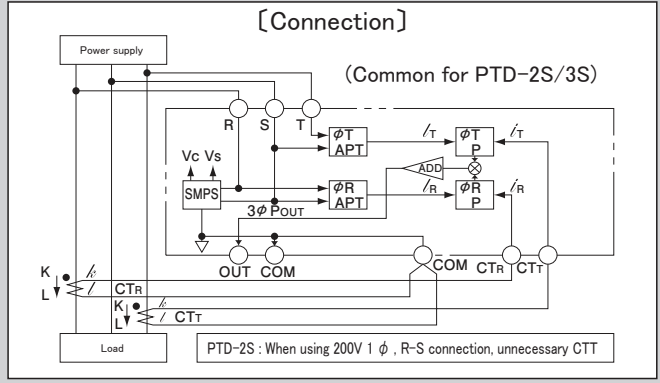 〔Connection〕
Power supply
(Common for PTD-2S/3S)
R S T
Vc Vs
SMPS
φT
APT
φR
APT
lT
lR
φT
P
φR
P
iT
iR
ADD
3φ POUT
OUT COM
COM CTR CTT
K k
L l CTR
K k
L l CTT
Load
PTD-2S : When using 200V 1 φ , R-S connection, unnecessary CTT